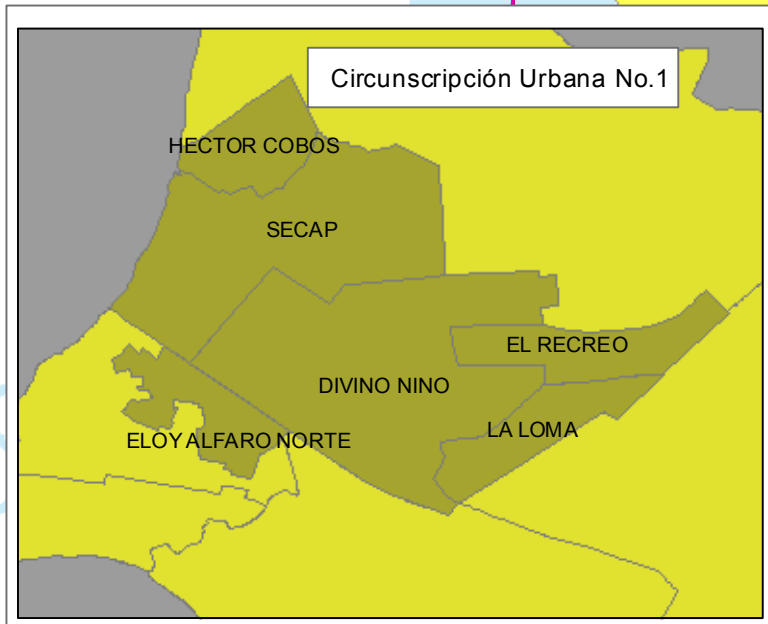 Circunscripción Urbana No.1
HECTOR COBOS
SECAP
EL RECREO
DIVINO NINO
LA LOMA
ELOY ALFARO NORTE